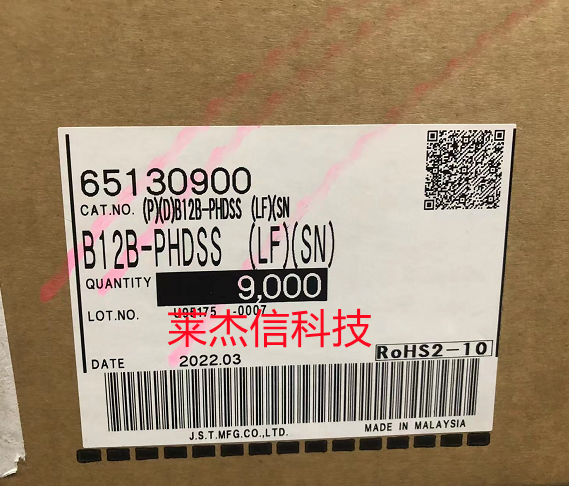 65130900
CAT.NO. (P)(D)B12B-PHDSS (LF)(SN
B12B-PHDSS (LF)(SN)
QUANTITY 9,000
LOT.NO. -0007
莱杰信科技
DATE 2022.03
RoHS2-10
J.S.T.MFG.CO.,LTD. MADE IN MALAYSIA